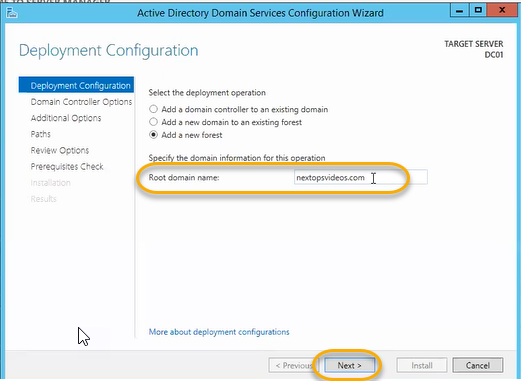 Active Directory Domain Services Configuration Wizard
Deployment Configuration
TARGET SERVER
DC01
Deployment Configuration
Domain Controller Options
Additional Options
Paths
Review Options
Prerequisites Check
Installation
Results
Select the deployment operation
Add a domain controller to an existing domain
Add a new domain to an existing forest
Add a new forest
Specify the domain information for this operation
Root domain name: nextopsvideos.com
More about deployment configurations
< Previous Next > Install Cancel